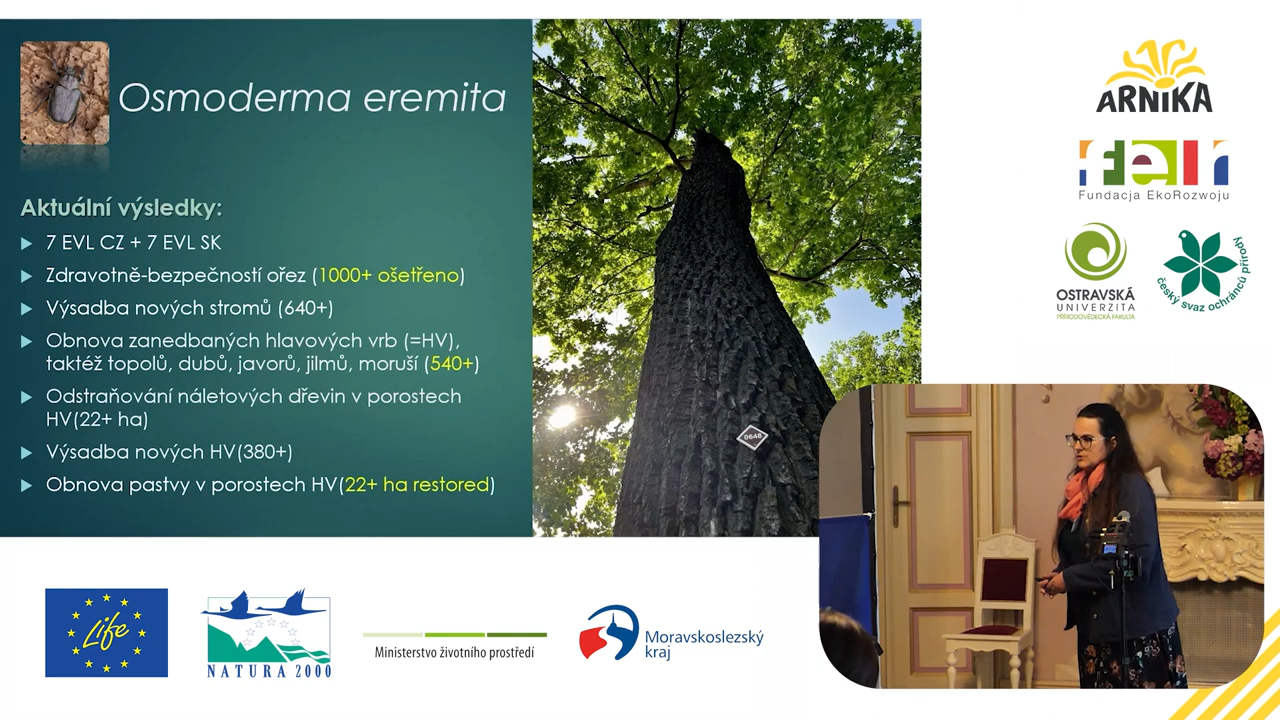 Osmoderma eremita
Aktuální výsledky:
7 EVL CZ + 7 EVL SK
Zdravotně-bezpečností ořez (1000+ ošetřeno)
Výsadba nových stromů (640+)
Obnova zanedbaných hlavových vrb (=HV),
taktéž topolů, dubů, javorů, jilmů, moruší (540+)
Odstraňování náletových dřevin v porostech
HV(22+ ha)
Výsadba nových HV(380+)
Obnova pastvy v porostech HV(22+ ha restored)
0648
ARNIKA
feli
Fundacja EkoRozwoju
OSTRAVSKÁ
UNIVERZITA
PŘÍRODOVĚDECKÁ FAKULTA
český svaz ochránců přírody
Life
NATURA 2000
Ministerstvo životního prostředí
Moravskoslezský
kraj